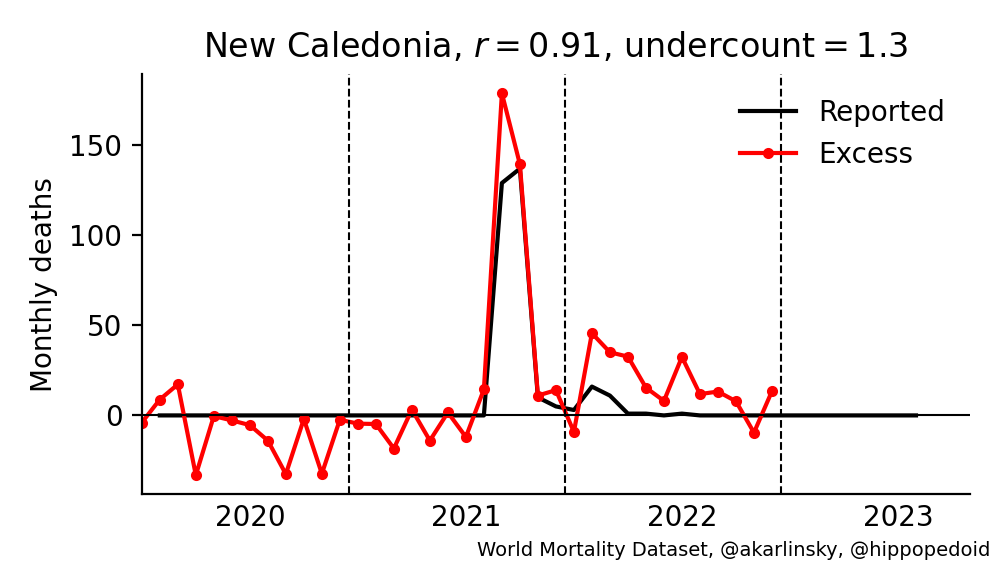 New Caledonia, r = 0.91, undercount = 1.3
Reported
Excess
Monthly deaths
150
100
50
0
2020 2021 2022 2023
World Mortality Dataset, @akarlinsky, @hippopedoid